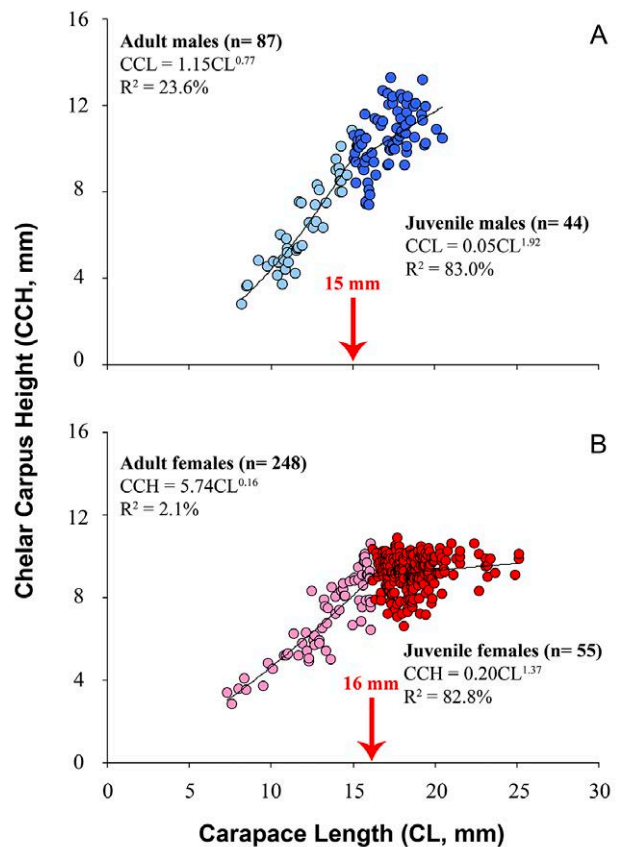 16
A
Adult males (n= 87)
CCL = 1.15CL^0.77
R² = 23.6%
12
8
Juvenile males (n= 44)
CCL = 0.05CL^1.92
R² = 83.0%
4
15 mm
0
16
B
Adult females (n= 248)
CCH = 5.74CL^0.16
R² = 2.1%
12
8
Juvenile females (n= 55)
CCH = 0.20CL^1.37
R² = 82.8%
4
16 mm
0
0 5 10 15 20 25 30
Carapace Length (CL, mm)
Chelar Carpus Height (CCH, mm)